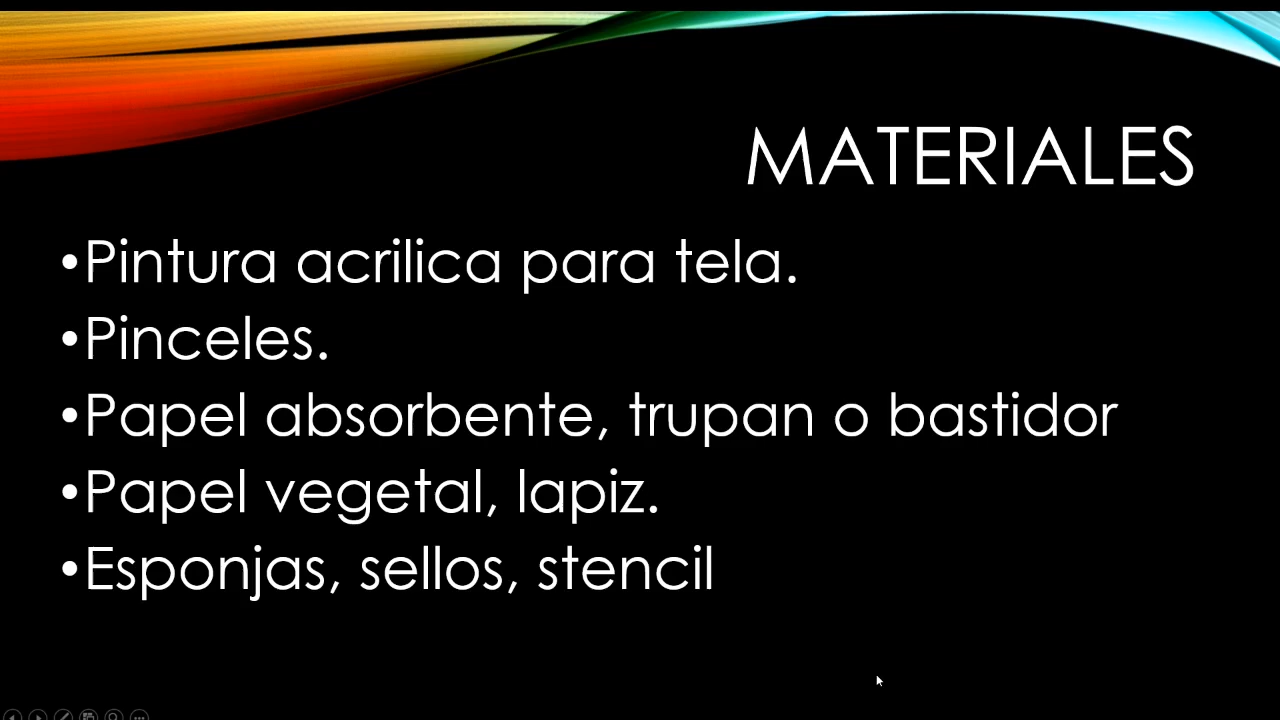 MATERIALES
•Pintura acrilica para tela.
•Pinceles.
•Papel absorbente, trupan o bastidor
•Papel vegetal, lapiz.
•Esponjas, sellos, stencil